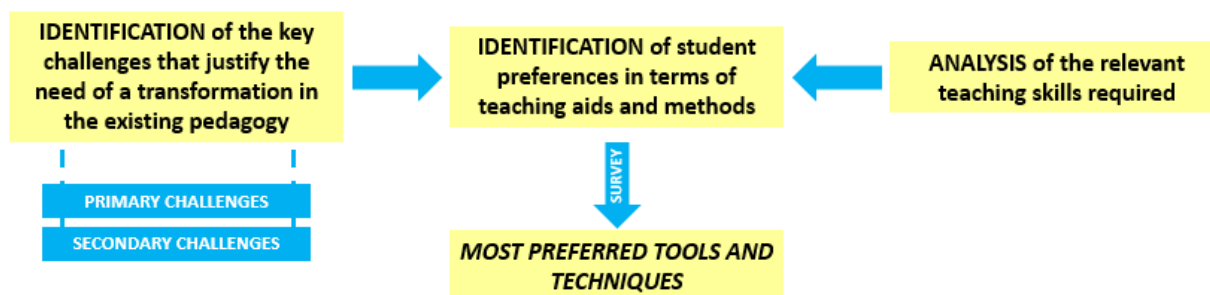 IDENTIFICATION of the key
challenges that justify the
need of a transformation in
the existing pedagogy
PRIMARY CHALLENGES
SECONDARY CHALLENGES
IDENTIFICATION of student
preferences in terms of
teaching aids and methods
SURVEY
MOST PREFERRED TOOLS AND
TECHNIQUES
ANALYSIS of the relevant
teaching skills required